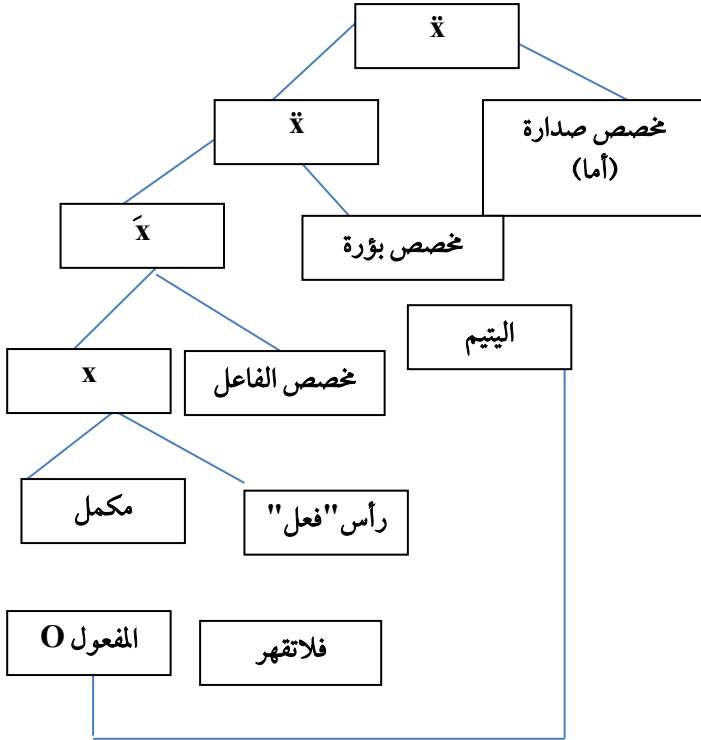 ẍ
ẍ
مخصص صدارة
(أما)
x́
مخصص بؤرة
اليتيم
x
مخصص الفاعل
مكمل
رأس"فعل"
المفعول O
فلاتقهر